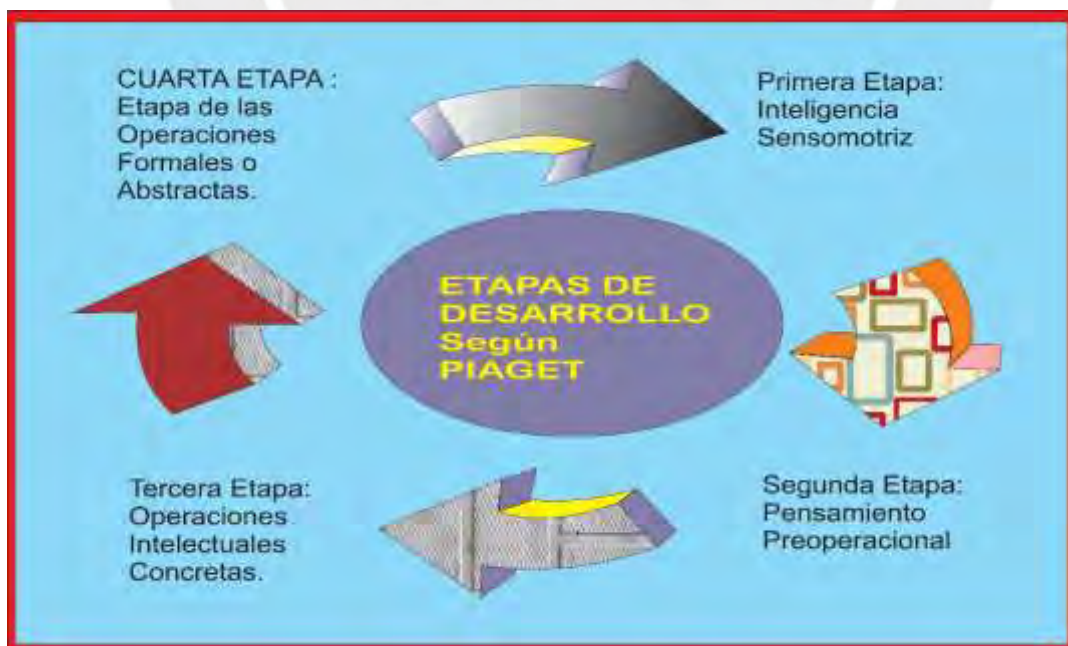 CUARTA ETAPA :
Etapa de las
Operaciones
Formales o
Abstractas.
Primera Etapa:
Inteligencia
Sensomotriz
ETAPAS DE
DESARROLLO
Según
PIAGET
Tercera Etapa:
Operaciones
Intelectuales
Concretas.
Segunda Etapa:
Pensamiento
Preoperacional